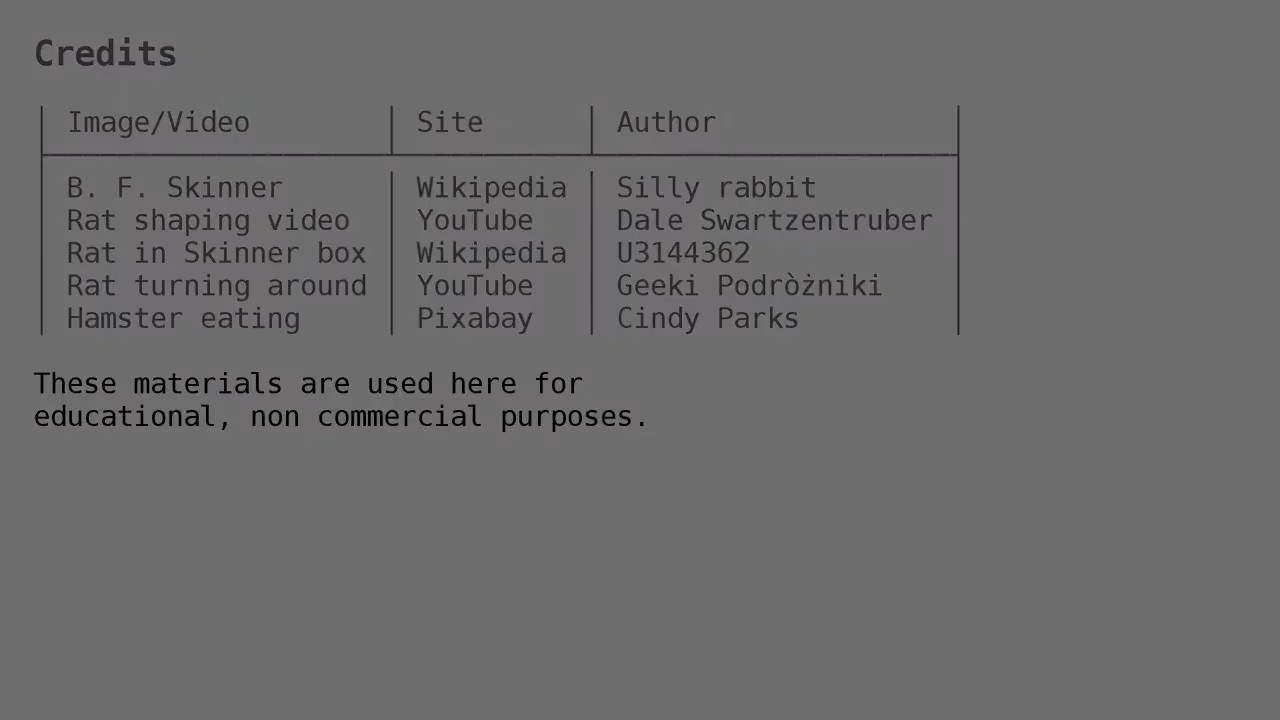 Credits
Image/Video Site Author
B. F. Skinner Wikipedia Silly rabbit
Rat shaping video YouTube Dale Swartzentruber
Rat in Skinner box Wikipedia U3144362
Rat turning around YouTube Geeki Podròżniki
Hamster eating Pixabay Cindy Parks
These materials are used here for
educational, non commercial purposes.